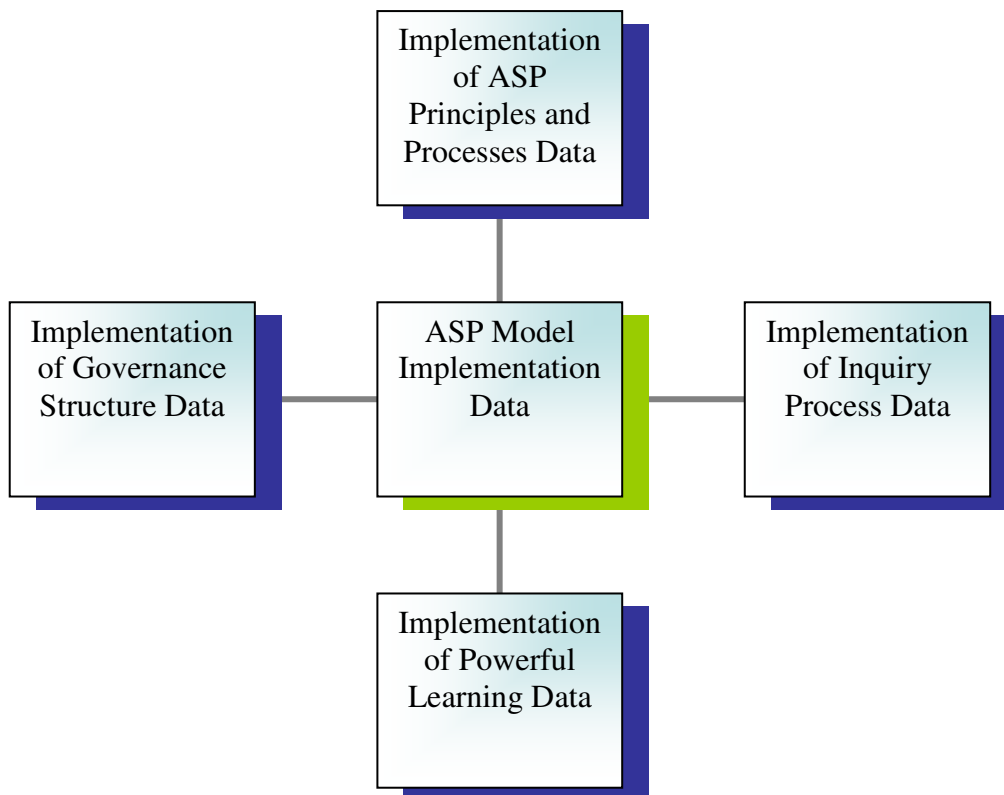 Implementation
of ASP
Principles and
Processes Data
Implementation
of Governance
Structure Data
ASP Model
Implementation
Data
Implementation
of Inquiry
Process Data
Implementation
of Powerful
Learning Data